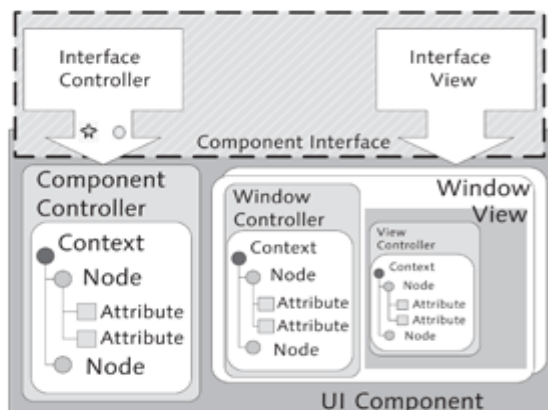 Interface
Controller
Interface
View
Component Interface
Component
Controller
Context
Node
Attribute
Attribute
Node
Window
Window
Controller
Context
Node
Attribute
Attribute
Node
View
View
Controller
Context
Node
Attribute
Attribute
Node
UI Component